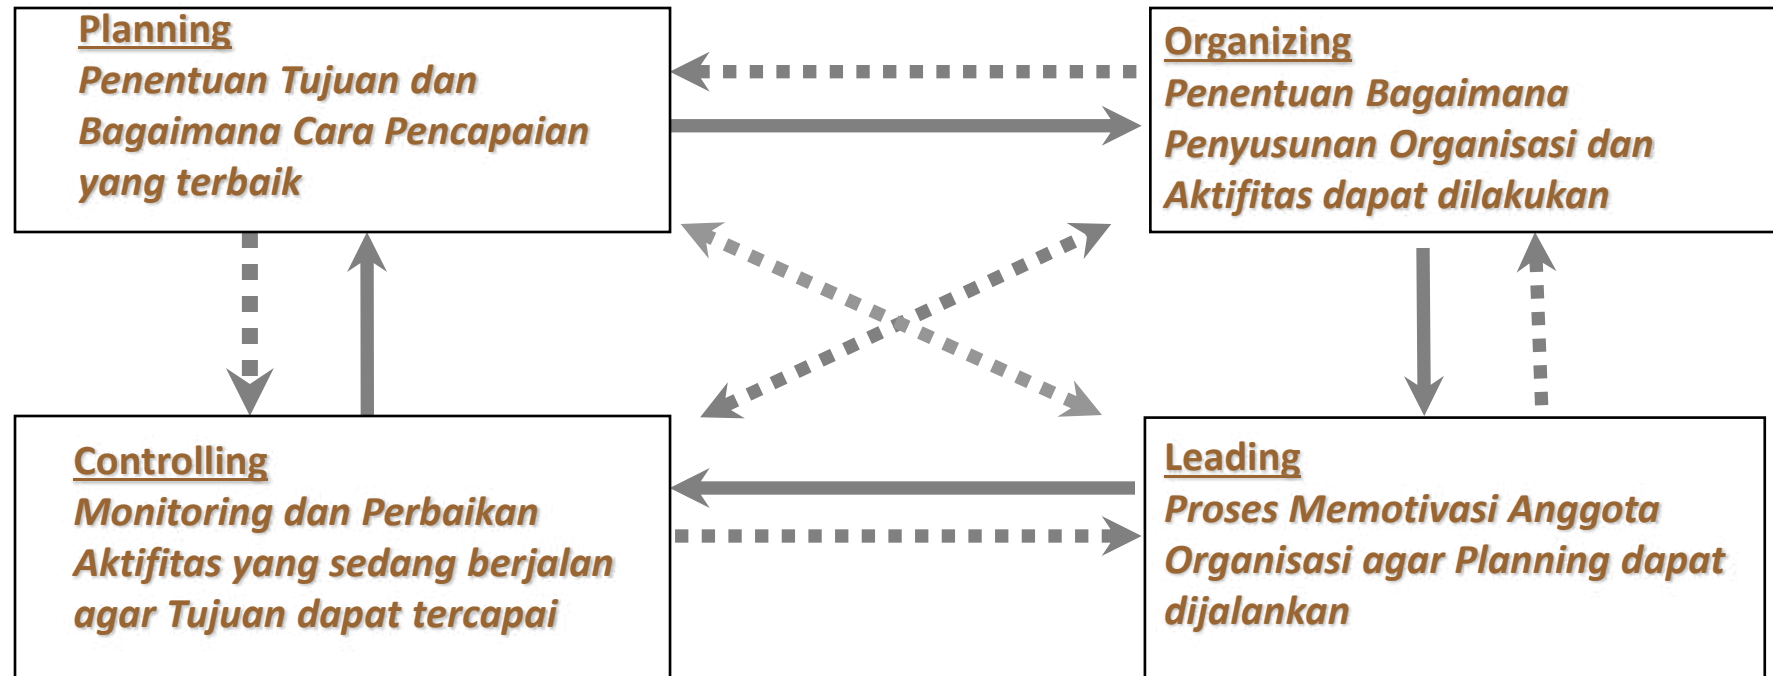 Planning
Penentuan Tujuan dan
Bagaimana Cara Pencapaian
yang terbaik
Organizing
Penentuan Bagaimana
Penyusunan Organisasi dan
Aktifitas dapat dilakukan
Controlling
Monitoring dan Perbaikan
Aktifitas yang sedang berjalan
agar Tujuan dapat tercapai
Leading
Proses Memotivasi Anggota
Organisasi agar Planning dapat
dijalankan